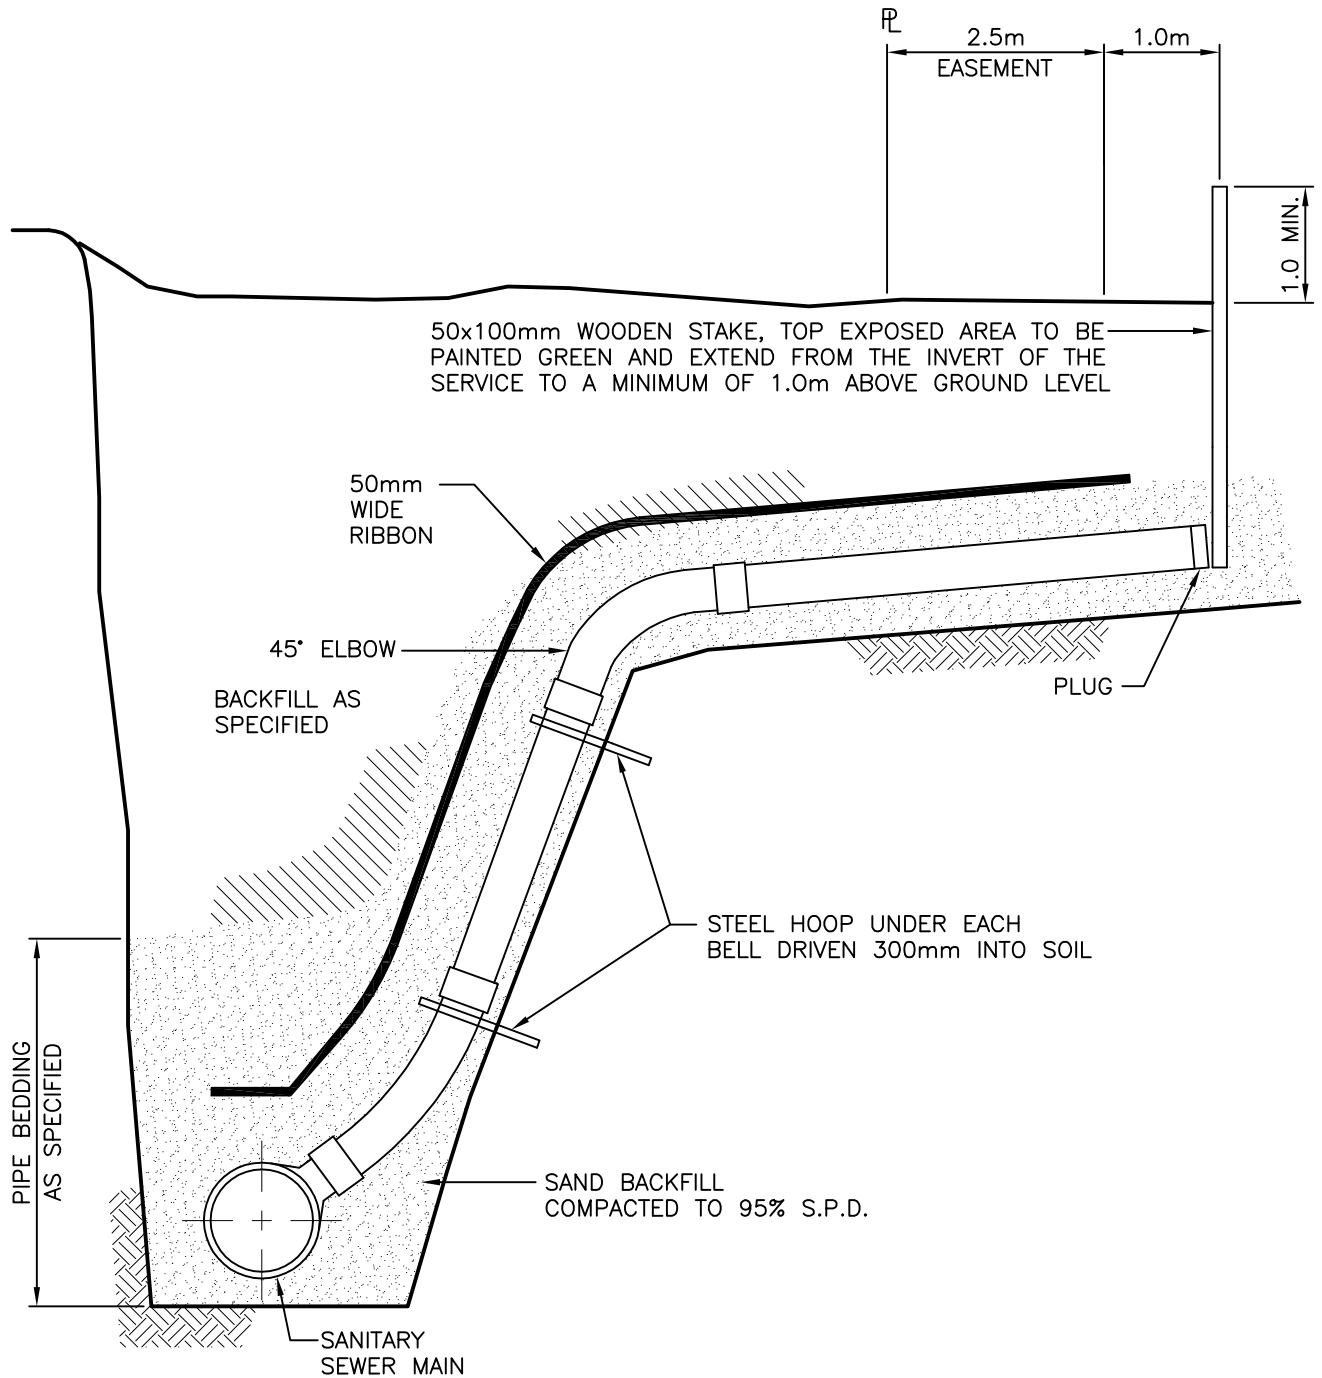 PL
2.5m
1.0m
EASEMENT
1.0 MIN.
50x100mm WOODEN STAKE, TOP EXPOSED AREA TO BE
PAINTED GREEN AND EXTEND FROM THE INVERT OF THE
SERVICE TO A MINIMUM OF 1.0m ABOVE GROUND LEVEL
50mm
WIDE
RIBBON
45° ELBOW
BACKFILL AS
SPECIFIED
PLUG
STEEL HOOP UNDER EACH
BELL DRIVEN 300mm INTO SOIL
PIPE BEDDING
AS SPECIFIED
SAND BACKFILL
COMPACTED TO 95% S.P.D.
SANITARY
SEWER MAIN